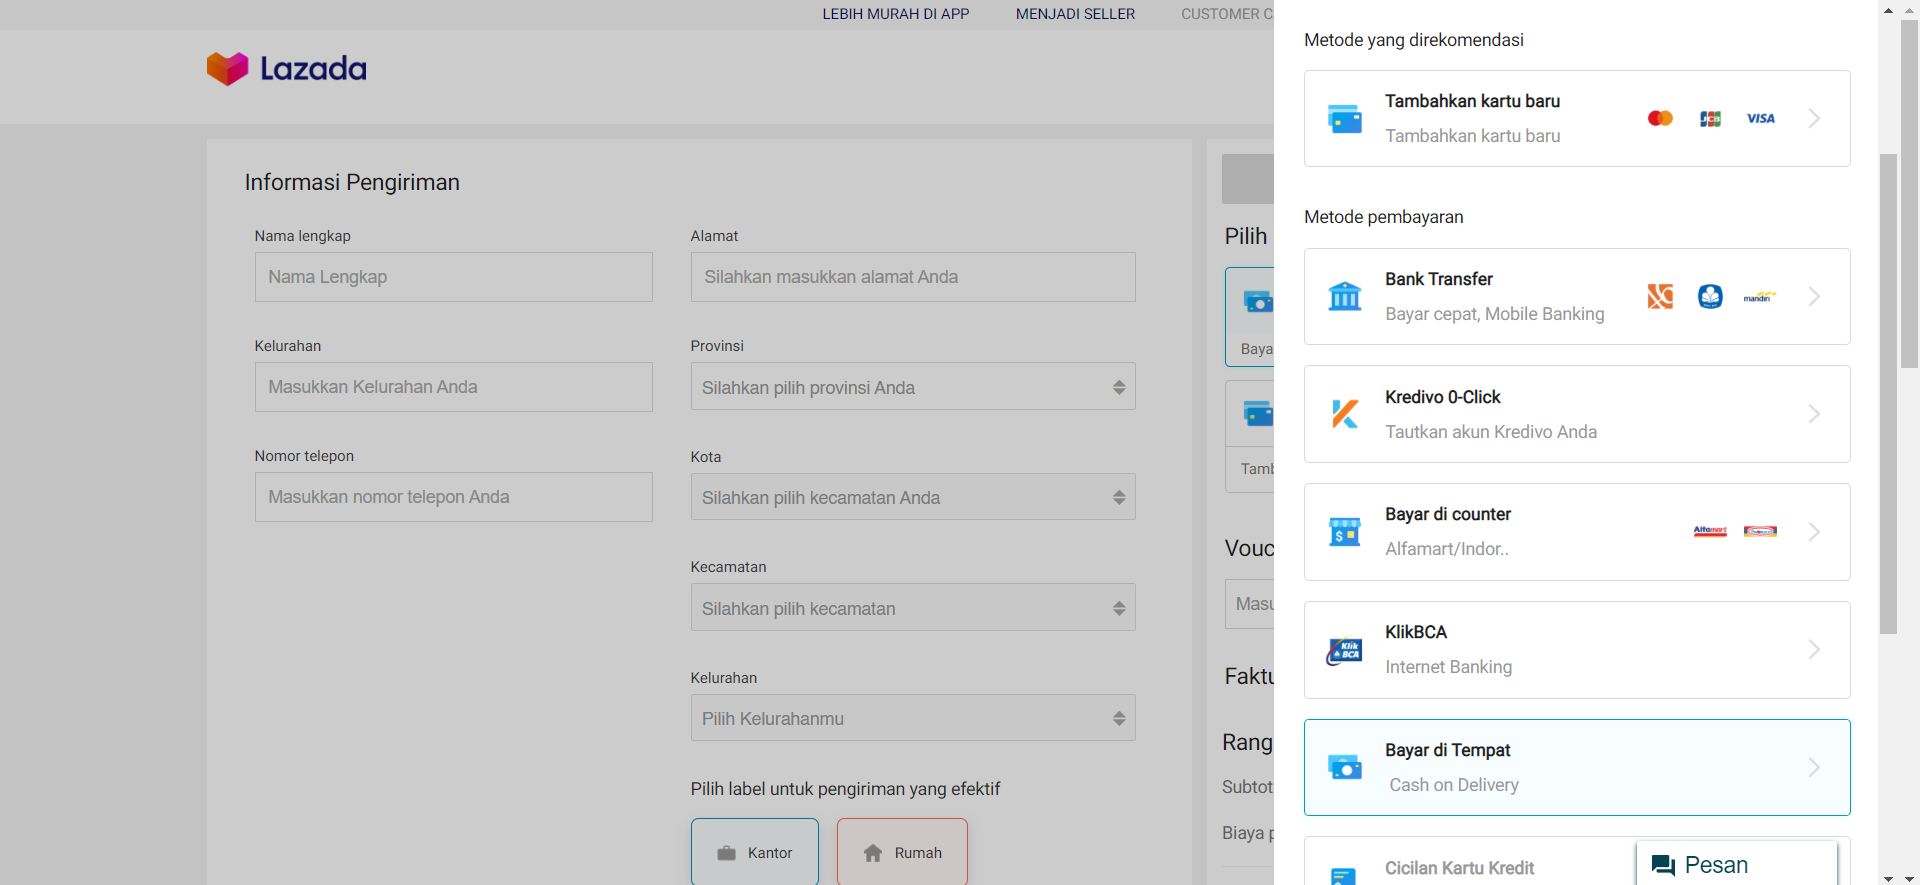 LEBIH MURAH DI APP
MENJADI SELLER
CUSTOMER C
Lazada
Informasi Pengiriman
Nama lengkap
Nama Lengkap
Kelurahan
Masukkan Kelurahan Anda
Nomor telepon
Masukkan nomor telepon Anda
Alamat
Silahkan masukkan alamat Anda
Provinsi
Silahkan pilih provinsi Anda
Kota
Silahkan pilih kecamatan Anda
Kecamatan
Silahkan pilih kecamatan
Kelurahan
Pilih Kelurahanmu
Pilih label untuk pengiriman yang efektif
Kantor
Rumah
Pilih
Baya
Tamb
Vouc
Masu
Faktu
Rang
Subtot
Biaya p
Metode yang direkomendasi
Tambahkan kartu baru
Tambahkan kartu baru
JCB
VISA
Metode pembayaran
Bank Transfer
Bayar cepat, Mobile Banking
mandiri
Kredivo 0-Click
Tautkan akun Kredivo Anda
Bayar di counter
Alfamart/Indor..
Alfamart
KlikBCA
Internet Banking
Klik
BCA
Bayar di Tempat
Cash on Delivery
Cicilan Kartu Kredit
Pesan